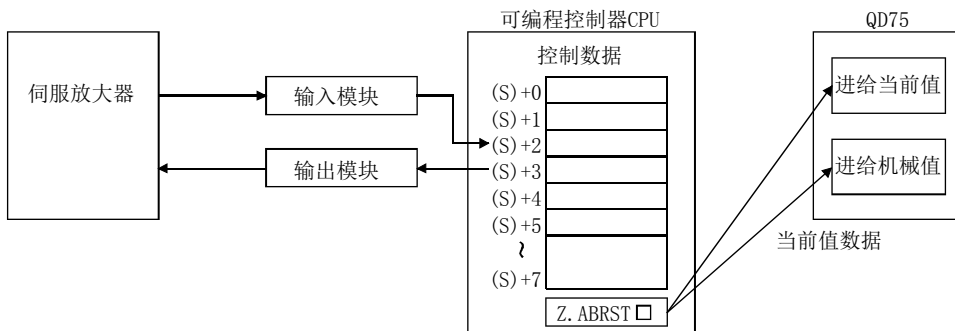 可编程控制器CPU
QD75
伺服放大器
输入模块
输出模块
控制数据
(S)+0
(S)+1
(S)+2
(S)+3
(S)+4
(S)+5
~
(S)+7
Z.ABRST□
进给当前值
进给机械值
当前值数据